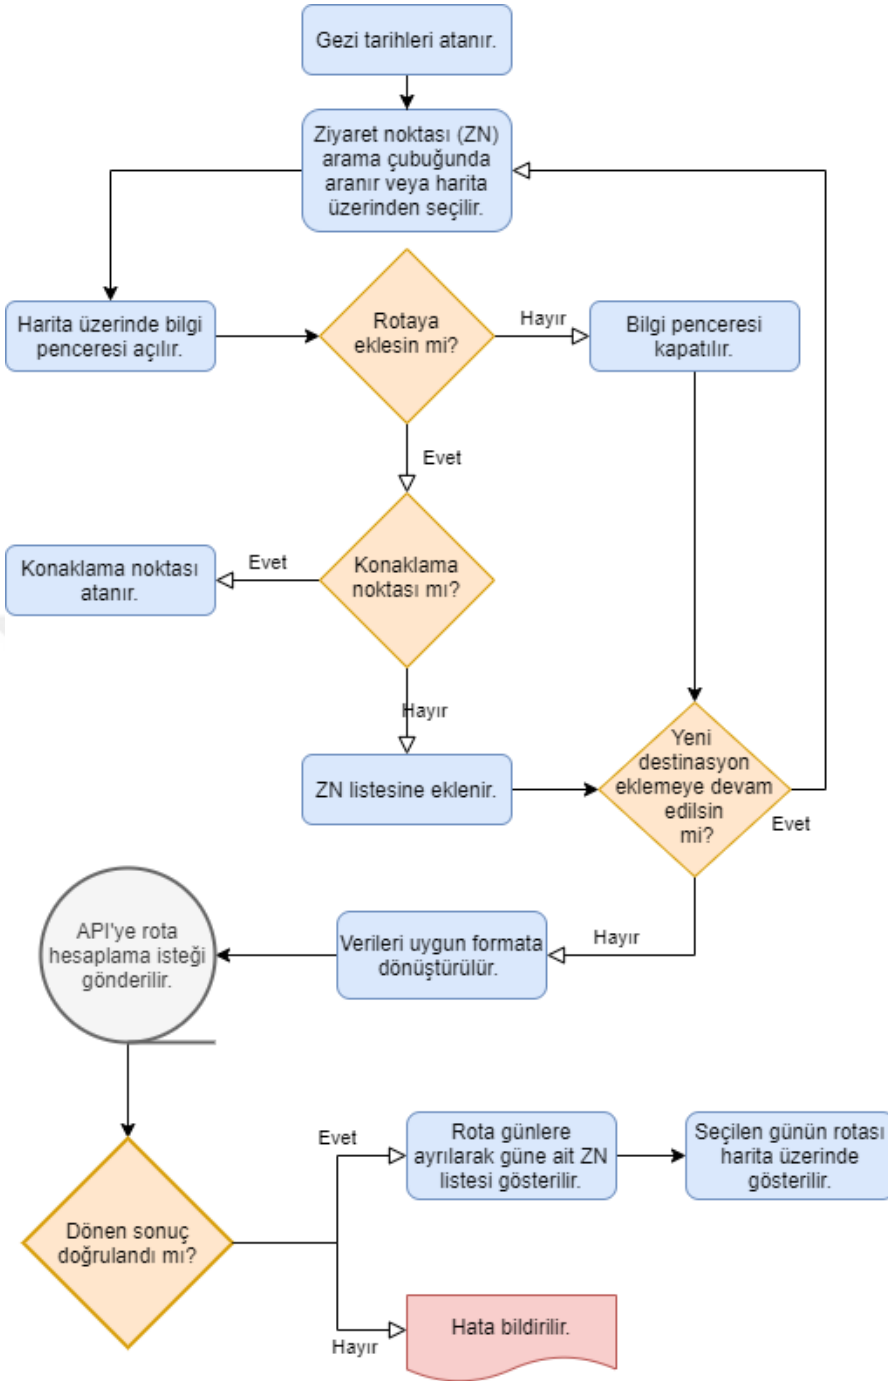 Gezi tarihleri atanır.
Ziyaret noktası (ZN)
arama çubuğunda
aranır veya harita
üzerinden seçilir.
Harita üzerinde bilgi
penceresi açılır.
Rotaya
eklesin mi?
Hayır
Bilgi penceresi
kapatılır.
Evet
Konaklama
noktası mı?
Evet
Konaklama noktası
atanır.
Hayır
ZN listesine eklenir.
Yeni
destinasyon
eklemeye devam
edilsin
mi?
Evet
Hayır
Verileri uygun formata
dönüştürülür.
API'ye rota
hesaplama isteği
gönderilir.
Dönen sonuç
doğrulandı mı?
Evet
Rota günlere
ayrılarak güne ait ZN
listesi gösterilir.
Seçilen günün rotası
harita üzerinde
gösterilir.
Hayır
Hata bildirilir.